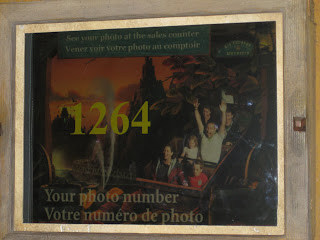 See your photo at the sales counter
Venez voir votre photo au comptoir
1264
Your photo number
Votre numéro de photo